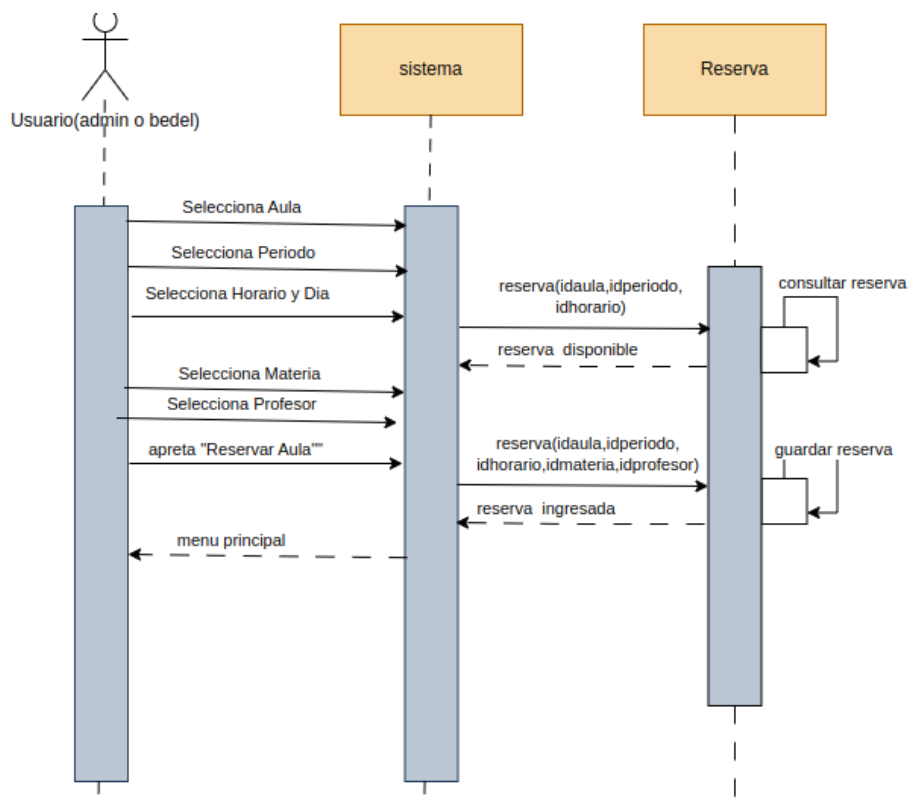 Usuario(admin o bedel)
sistema
Reserva
Selecciona Aula
Selecciona Periodo
Selecciona Horario y Dia
reserva(idaula,idperiodo,
idhorario)
consultar reserva
reserva disponible
Selecciona Materia
Selecciona Profesor
apreta "Reservar Aula""
reserva(idaula,idperiodo,
idhorario,idmateria,idprofesor)
guardar reserva
reserva ingresada
menu principal